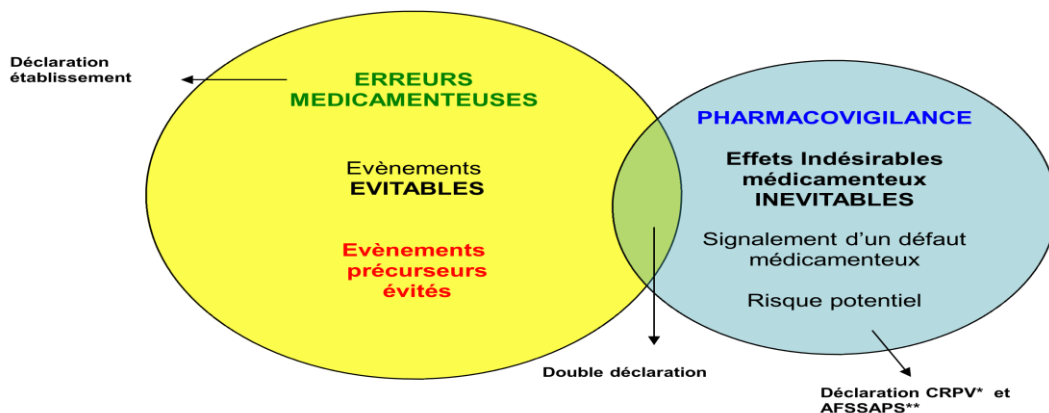 Déclaration
établissement
ERREURS
MEDICAMENTEUSES
Evènements
EVITABLES
Evènements
précurseurs
évités
PHARMACOVIGILANCE
Effets Indésirables
médicamenteux
INEVITABLES
Signalement d'un défaut
médicamenteux
Risque potentiel
Double déclaration
Déclaration CRPV* et
AFSSAPS**